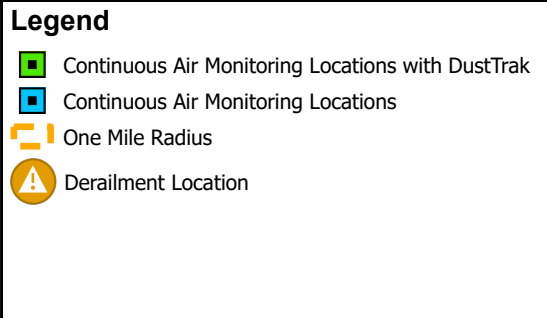 Legend
Continuous Air Monitoring Locations with DustTrak
Continuous Air Monitoring Locations
One Mile Radius
Derailment Location